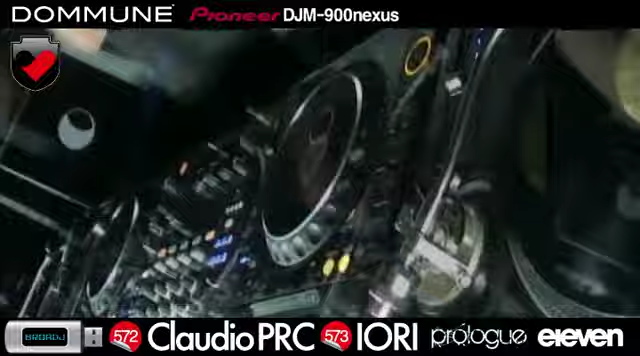 DOMMUNE Pioneer DJM-900nexus
BROADJ 572 Claudio PRC 573 IORI prologue eleven